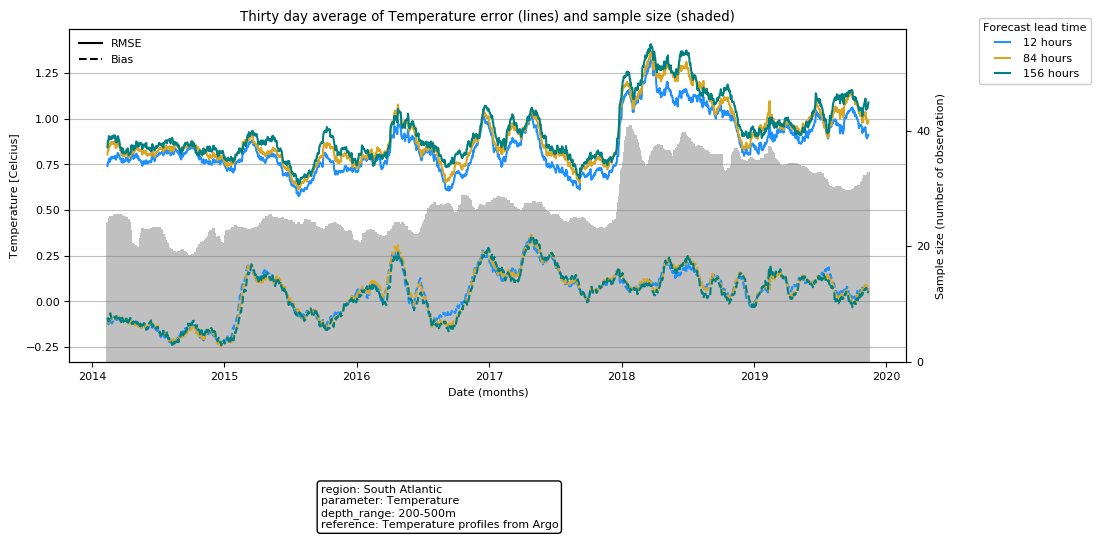 Thirty day average of Temperature error (lines) and sample size (shaded)
RMSE
Bias
Forecast lead time
12 hours
84 hours
156 hours
Temperature [Celcius]
1.25
1.00
0.75
0.50
0.25
0.00
−0.25
40
20
0
Sample size (number of observation)
2014
2015
2016
2017
2018
2019
2020
Date (months)
region: South Atlantic
parameter: Temperature
depth_range: 200-500m
reference: Temperature profiles from Argo